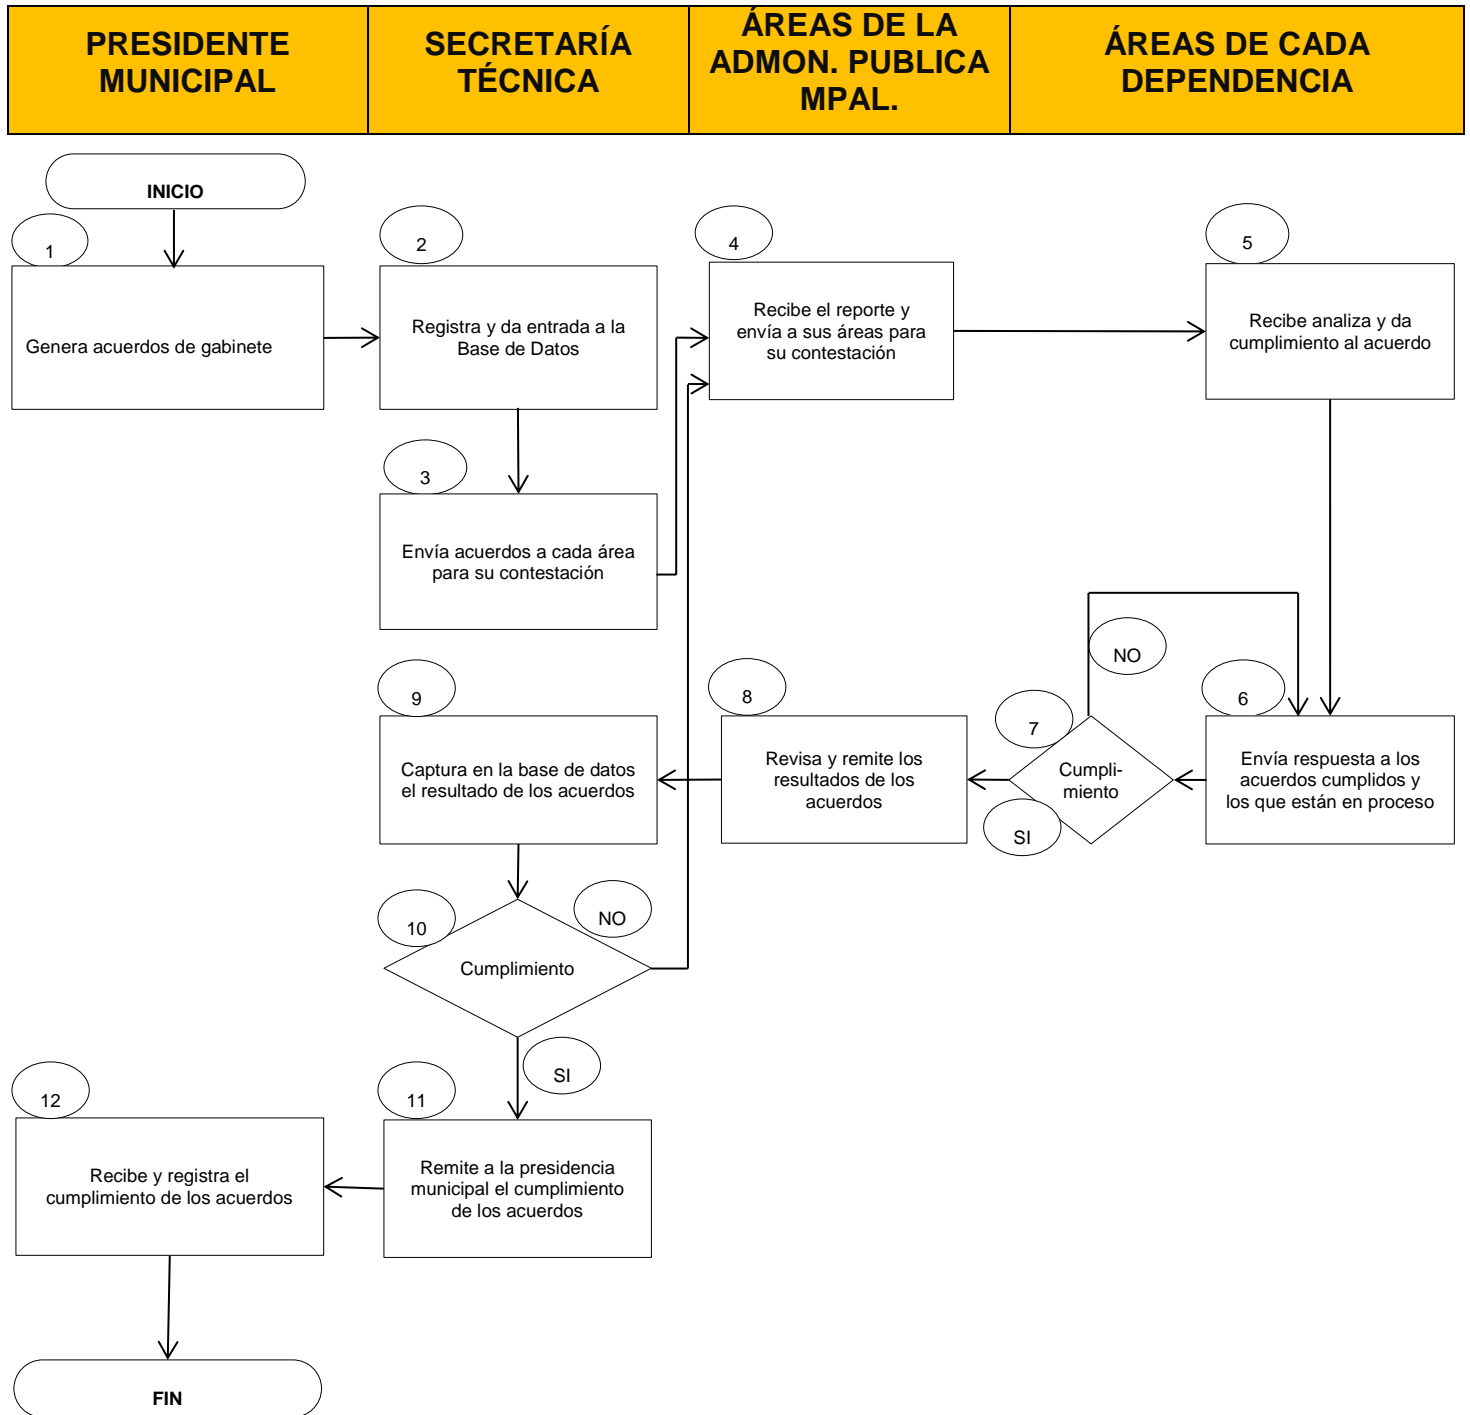 PRESIDENTE
MUNICIPAL
SECRETARÍA
TÉCNICA
ÁREAS DE LA
ADMON. PUBLICA
MPAL.
ÁREAS DE CADA
DEPENDENCIA
INICIO
1
Genera acuerdos de gabinete
2
Registra y da entrada a la
Base de Datos
3
Envía acuerdos a cada área
para su contestación
4
Recibe el reporte y
envía a sus áreas para
su contestación
5
Recibe analiza y da
cumplimiento al acuerdo
NO
6
Envía respuesta a los
acuerdos cumplidos y
los que están en proceso
7
Cumpli-
miento
SI
8
Revisa y remite los
resultados de los
acuerdos
9
Captura en la base de datos
el resultado de los acuerdos
10
Cumplimiento
NO
SI
11
Remite a la presidencia
municipal el cumplimiento
de los acuerdos
12
Recibe y registra el
cumplimiento de los acuerdos
FIN